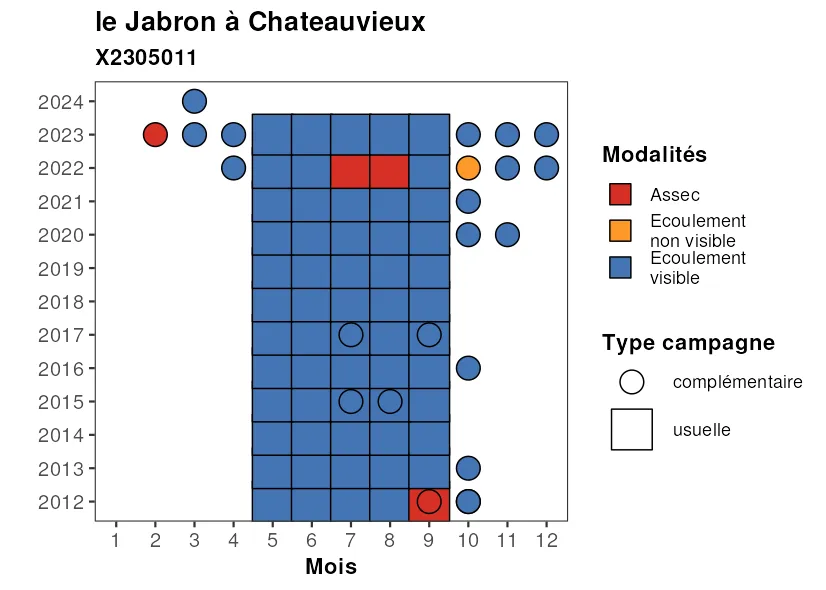 le Jabron à Chateauvieux
X2305011
2024
2023
2022
2021
2020
2019
2018
2017
2016
2015
2014
2013
2012
1 2 3 4 5 6 7 8 9 10 11 12
Mois
Modalités
Assec
Ecoulement
non visible
Ecoulement
visible
Type campagne
complémentaire
usuelle